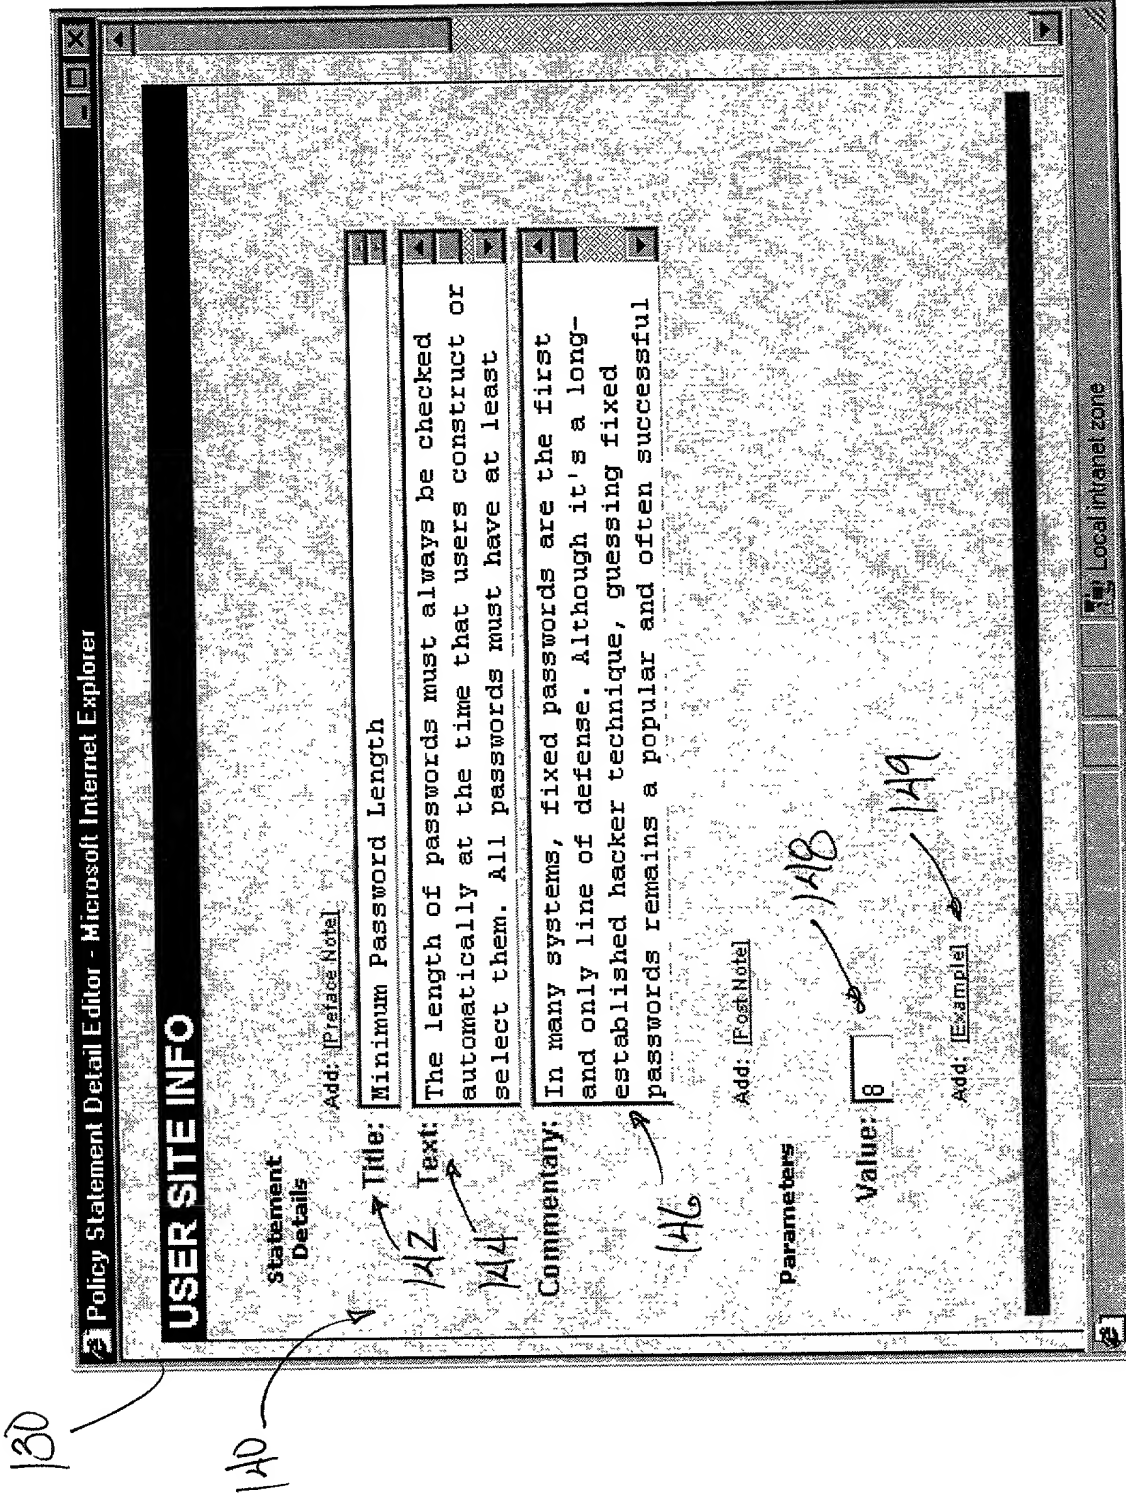 130
140
Policy Statement Detail Editor - Microsoft Internet Explorer
USER SITE INFO
Statement
Details
Add: [Preface Note]
142
Title: Minimum Password Length
144
Text: The length of passwords must always be checked
automatically at the time that users construct or
select them. All passwords must have at least
Commentary: In many systems, fixed passwords are the first
and only line of defense. Although it's a long-
established hacker technique, guessing fixed
passwords remains a popular and often successful
146
Add: [Post Note]
Parameters
148
Value: 8
149
Add: [Example]
Local intranet zone